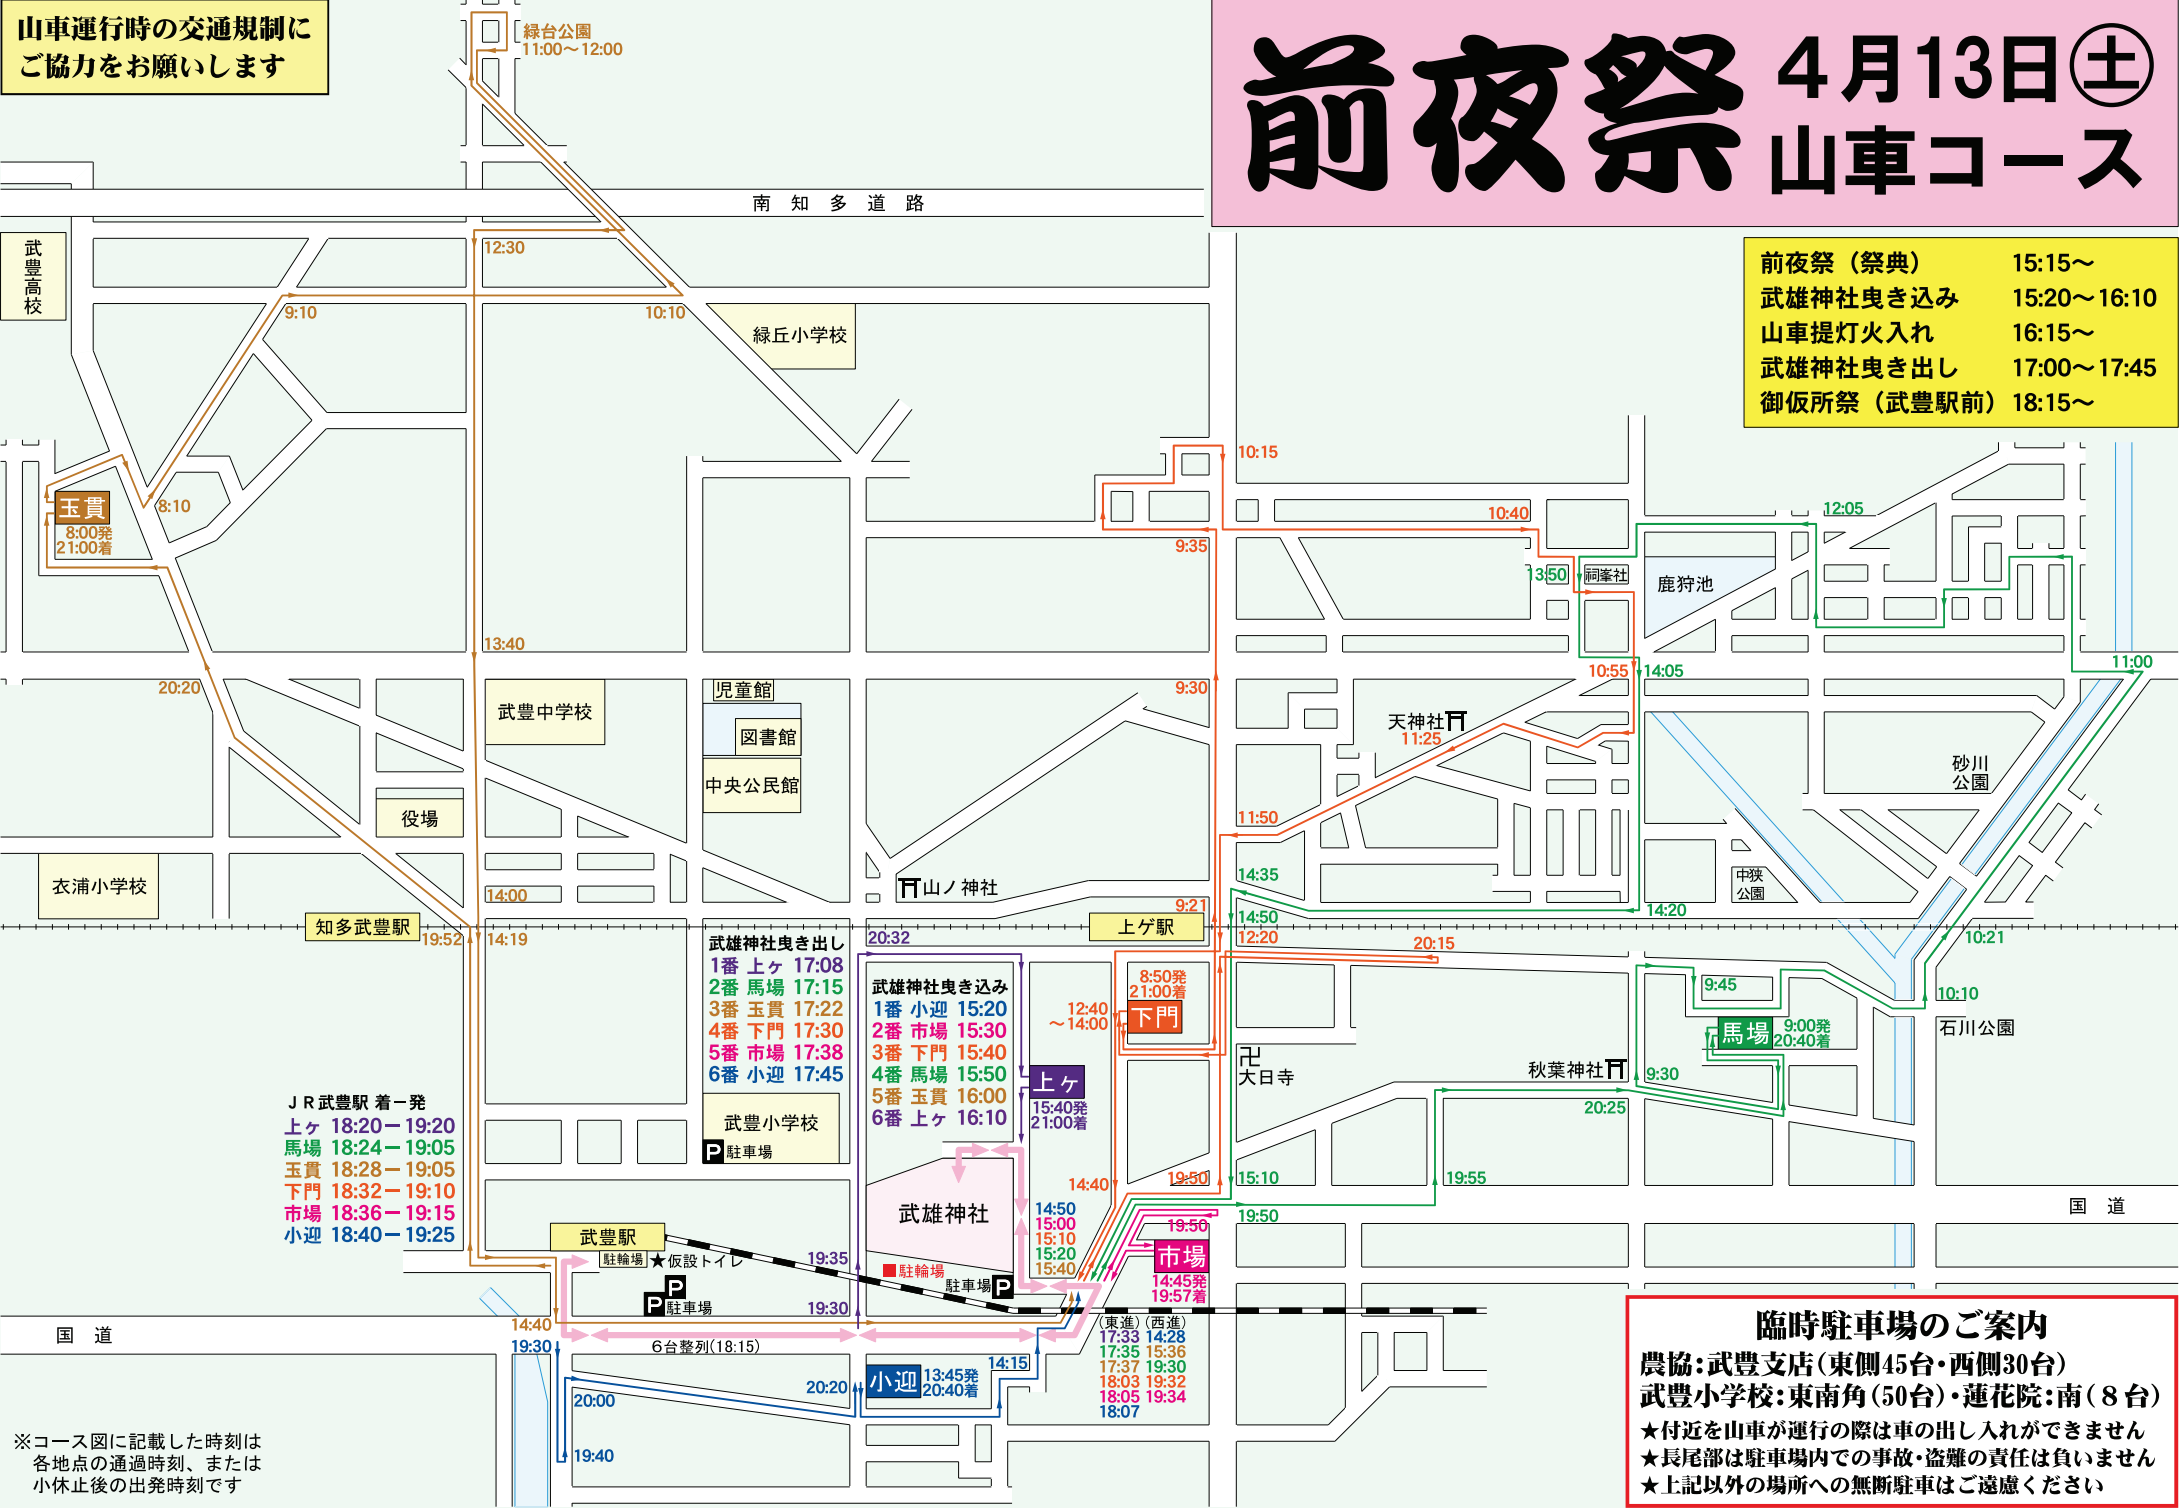 山車運行時の交通規制に
ご協力をお願いします
前夜祭
4月13日㊏
山車コース
前夜祭（祭典） 15:15～
武雄神社曳き込み 15:20～16:10
山車提灯火入れ 16:15～
武雄神社曳き出し 17:00～17:45
御仮所祭（武豊駅前） 18:15～
緑台公園
11:00～12:00
南知多道路
武豊高校
12:30
9:10
10:10
緑丘小学校
玉貫
8:00発
21:00着
8:10
13:40
20:20
武豊中学校
児童館
図書館
中央公民館
役場
衣浦小学校
14:00
知多武豊駅
19:52
14:19
10:15
9:35
10:40
12:05
13:50
祠峯社
鹿狩池
9:30
10:55
14:05
11:00
天神社
11:25
11:50
砂川
公園
中狭
公園
山ノ神社
14:35
9:21
14:50
14:20
上ゲ駅
12:20
20:15
10:21
20:32
武雄神社曳き出し
1番 上ヶ 17:08
2番 馬場 17:15
3番 玉貫 17:22
4番 下門 17:30
5番 市場 17:38
6番 小迎 17:45
武雄神社曳き込み
1番 小迎 15:20
2番 市場 15:30
3番 下門 15:40
4番 馬場 15:50
5番 玉貫 16:00
6番 上ヶ 16:10
8:50発
21:00着
下門
12:40
～14:00
9:45
10:10
馬場
9:00発
20:40着
石川公園
大日寺
秋葉神社
9:30
20:25
上ヶ
15:40発
21:00着
武豊小学校
P 駐車場
JR武豊駅 着－発
上ヶ 18:20－19:20
馬場 18:24－19:05
玉貫 18:28－19:05
下門 18:32－19:10
市場 18:36－19:15
小迎 18:40－19:25
14:40
19:50
15:10
19:55
武雄神社
14:50
15:00
15:10
15:20
15:40
19:50
19:50
国道
武豊駅
駐輪場
★仮設トイレ
P
P 駐車場
19:35
■駐輪場
駐車場 P
市場
14:45発
19:57着
19:30
14:40
国道
19:30
6台整列(18:15)
(東進) (西進)
17:33 14:28
17:35 15:36
17:37 19:30
18:03 19:32
18:05 19:34
18:07
14:15
20:20
小迎
13:45発
20:40着
20:00
19:40
※コース図に記載した時刻は
各地点の通過時刻、または
小休止後の出発時刻です
臨時駐車場のご案内
農協：武豊支店（東側45台・西側30台）
武豊小学校：東南角（50台）・蓮花院：南（8台）
★付近を山車が運行の際は車の出し入れができません
★長尾部は駐車場内での事故・盗難の責任は負いません
★上記以外の場所への無断駐車はご遠慮ください